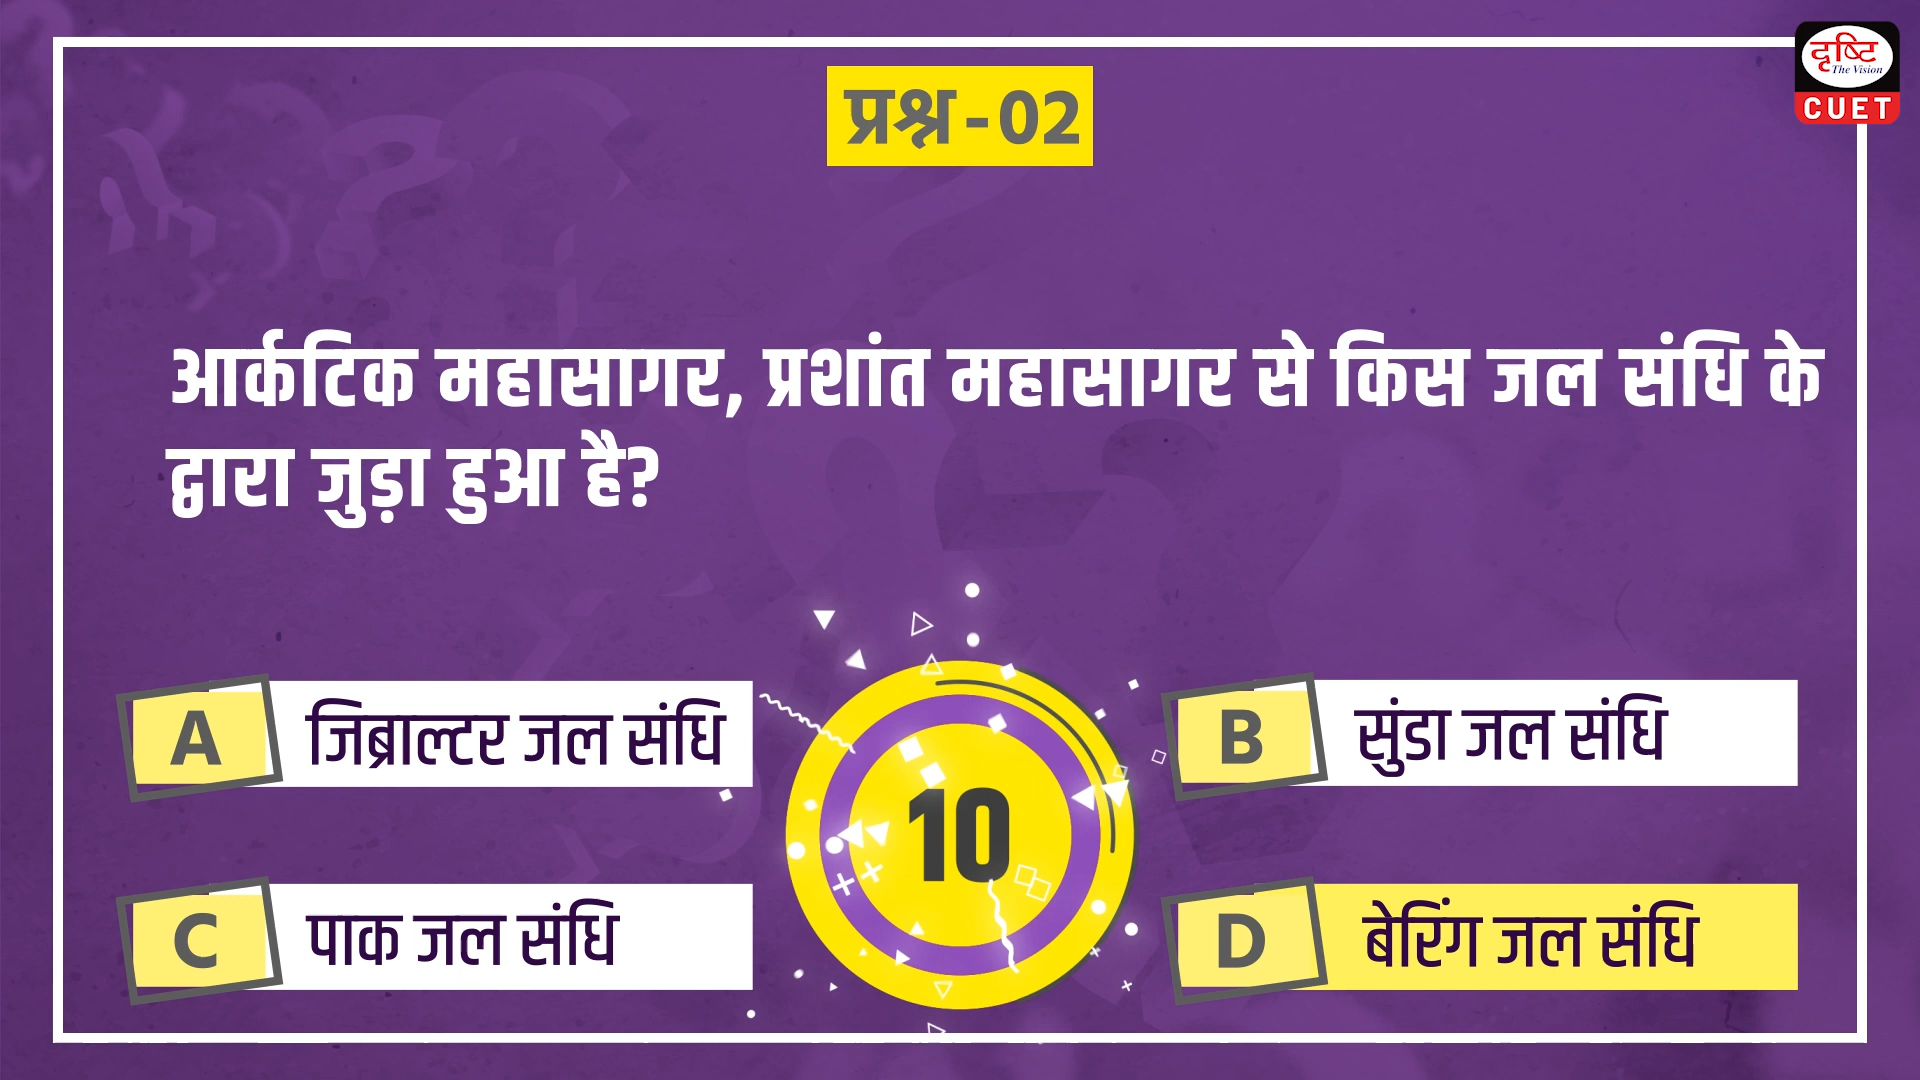 दृष्टि
The Vision
CUET
प्रश्न-02
आर्कटिक महासागर, प्रशांत महासागर से किस जल संधि के
द्वारा जुड़ा हुआ है?
A जिब्राल्टर जल संधि
B सुंडा जल संधि
10
C पाक जल संधि
D बेरिंग जल संधि